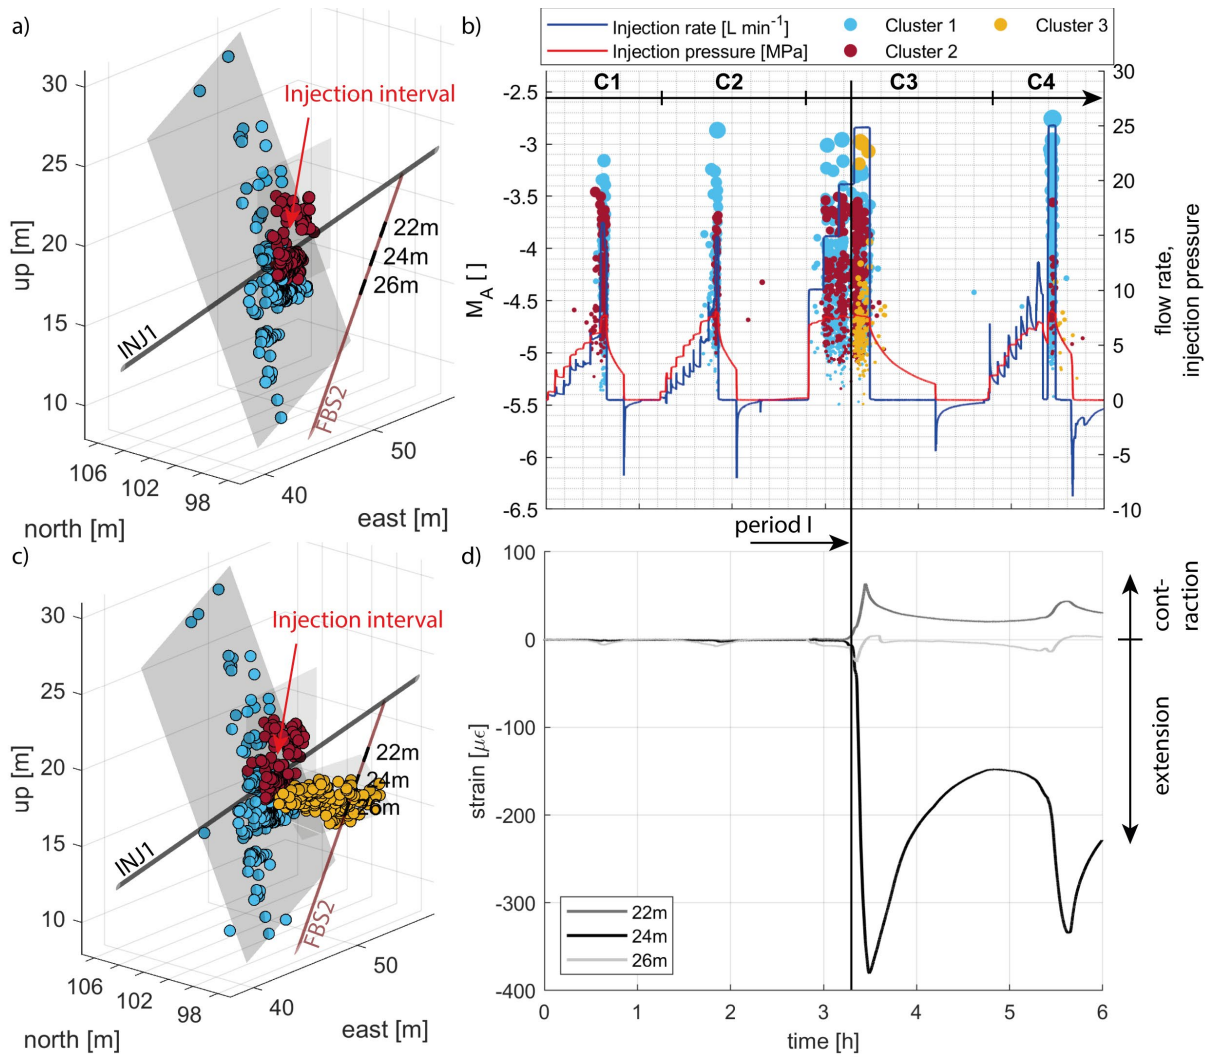 a)
30
25
20
15
10
up [m]
Injection interval
22m
24m
26m
INJ1
FBS2
106
102
98
north [m]
40
50
east [m]
b)
Injection rate [L min-1]
Injection pressure [MPa]
Cluster 1
Cluster 2
Cluster 3
C1
C2
C3
C4
-2.5
-3
-3.5
-4
-4.5
-5
-5.5
-6
-6.5
MA [ ]
30
25
20
15
10
5
0
-5
-10
flow rate,
injection pressure
period I
c)
30
25
20
15
10
up [m]
Injection interval
22m
24m
26m
INJ1
FBS2
106
102
98
north [m]
40
50
east [m]
d)
100
0
-100
-200
-300
-400
strain [με]
22m
24m
26m
0
1
2
3
4
5
6
time [h]
cont-
raction
extension